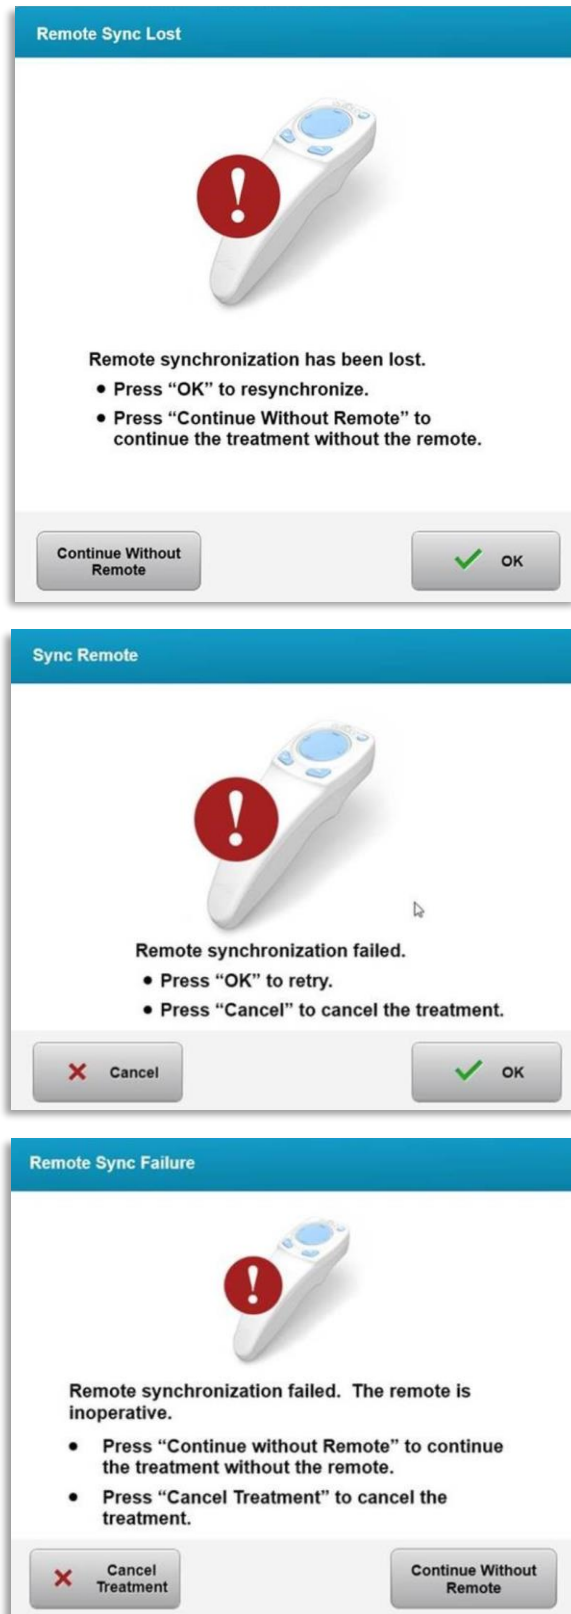 Remote Sync Lost
Remote synchronization has been lost.
• Press “OK” to resynchronize.
• Press “Continue Without Remote” to
continue the treatment without the remote.
Continue Without
Remote
OK
Sync Remote
Remote synchronization failed.
• Press “OK” to retry.
• Press “Cancel” to cancel the treatment.
Cancel
OK
Remote Sync Failure
Remote synchronization failed.  The remote is
inoperative.
• Press “Continue without Remote” to continue
the treatment without the remote.
• Press “Cancel Treatment” to cancel the
treatment.
Cancel
Treatment
Continue Without
Remote